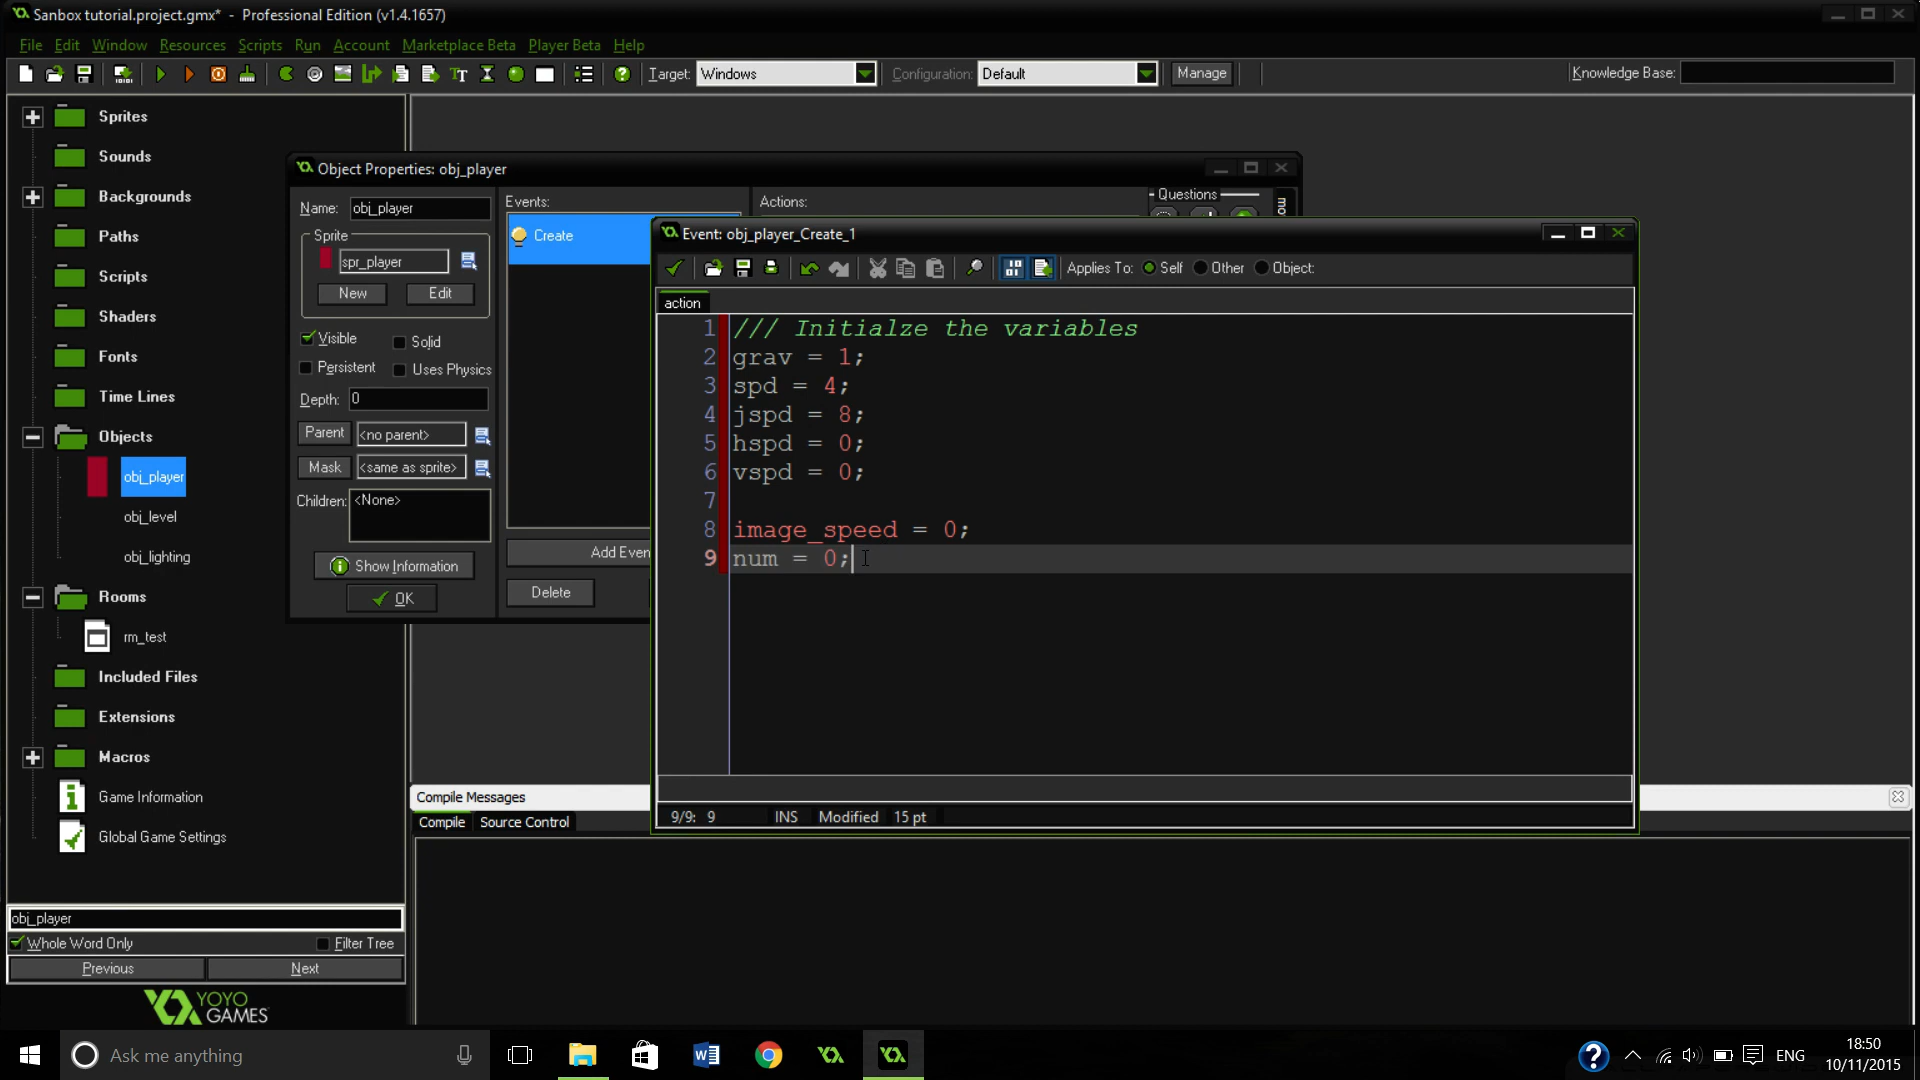 Sanbox tutorial.project.gmx* - Professional Edition (v1.4.1657)
File Edit Window Resources Scripts Run Account Marketplace Beta Player Beta Help
Target: Windows Configuration: Default Manage Knowledge Base:
Sprites
Sounds
Backgrounds
Paths
Scripts
Shaders
Fonts
Time Lines
Objects
obj_player
obj_level
obj_lighting
Rooms
rm_test
Included Files
Extensions
Macros
Game Information
Global Game Settings
obj_player
Whole Word Only Filter Tree
Previous Next
YOYO
GAMES
Object Properties: obj_player
Name: obj_player
Sprite
spr_player
New Edit
Visible Solid
Persistent Uses Physics
Depth: 0
Parent <no parent>
Mask <same as sprite>
Children: <None>
Show Information
OK
Events:
Create
Add Even
Delete
Actions:
Questions
Event: obj_player_Create_1
Applies To: Self Other Object:
action
1 /// Initialze the variables
2 grav = 1;
3 spd = 4;
4 jspd = 8;
5 hspd = 0;
6 vspd = 0;
7
8 image_speed = 0;
9 num = 0;
9/9: 9 INS Modified 15 pt
Compile Messages
Compile Source Control
Ask me anything
ENG
18:50
10/11/2015